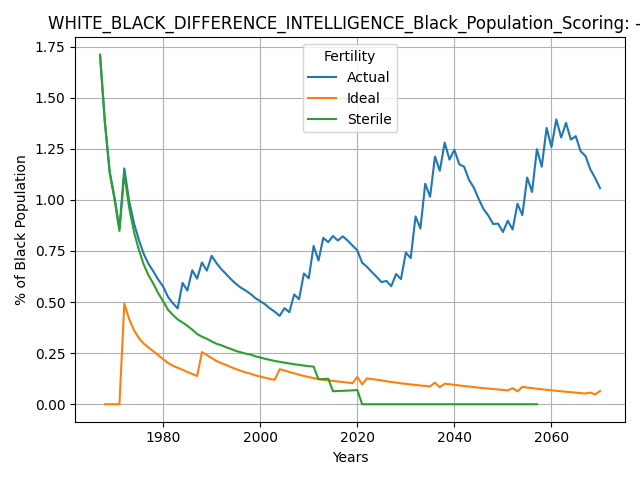 WHITE_BLACK_DIFFERENCE_INTELLIGENCE_Black_Population_Scoring: -
Fertility
Actual
Ideal
Sterile
% of Black Population
1.75
1.50
1.25
1.00
0.75
0.50
0.25
0.00
1980 2000 2020 2040 2060
Years